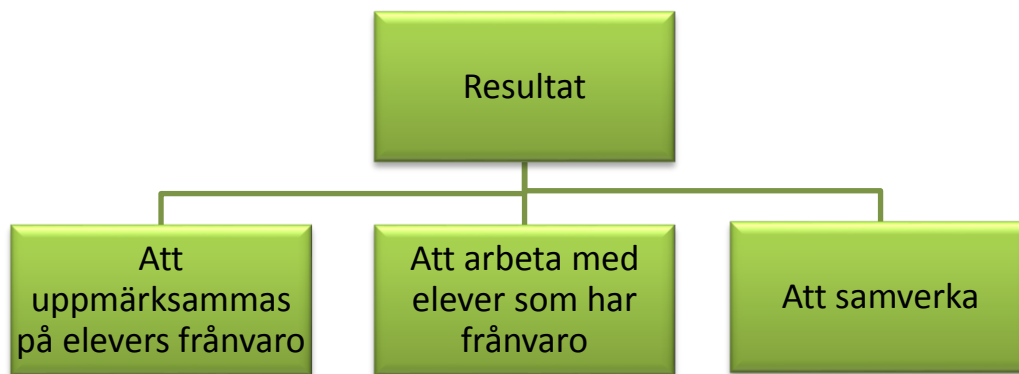 Resultat
Att
uppmärksammas
på elevers frånvaro
Att arbeta med
elever som har
frånvaro
Att samverka